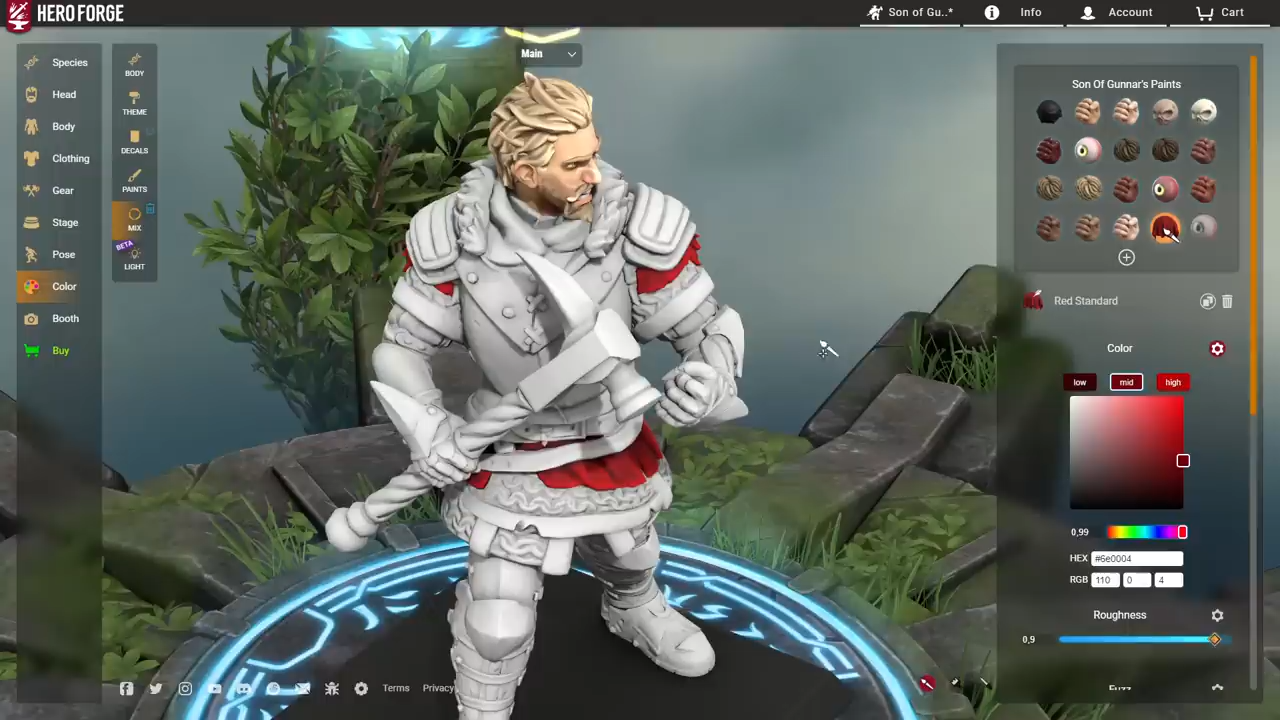 HERO FORGE
Son of Gu..*
Info
Account
Cart
Species
Head
Body
Clothing
Gear
Stage
Pose
Color
Booth
Buy
BODY
THEME
DECALS
PAINTS
MIX
BETA
LIGHT
Main
Son Of Gunnar's Paints
Red Standard
Color
low
mid
high
0,99
HEX #6e0004
RGB 110 0 4
Roughness
0,9
Fuzz
Terms
Privacy